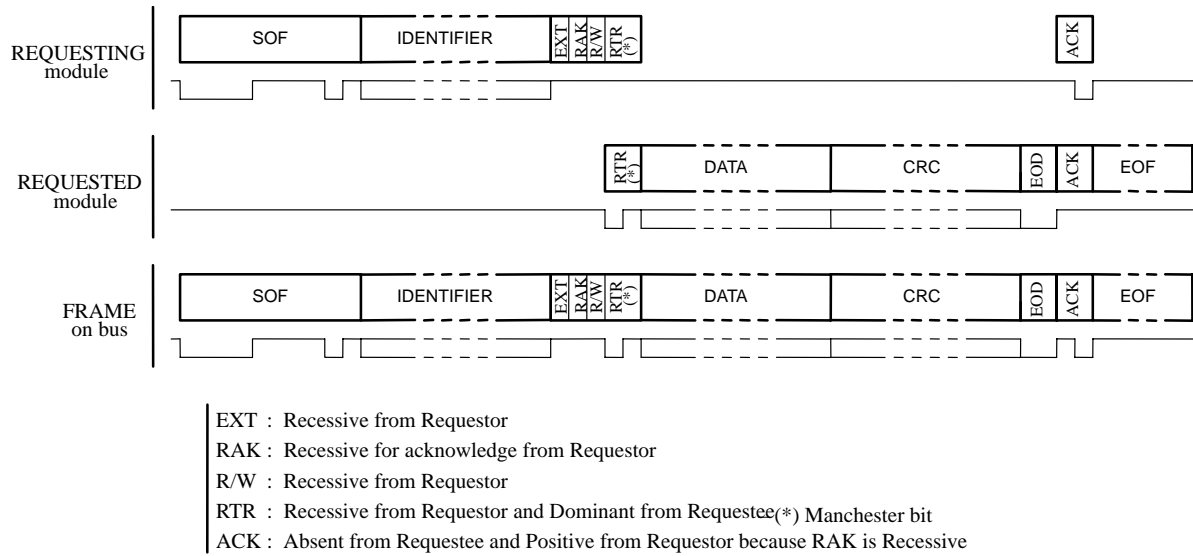 SOF IDENTIFIER EXT RAK R/W RTR (*) ACK
REQUESTING
module
RTR (*) DATA CRC EOD ACK EOF
REQUESTED
module
SOF IDENTIFIER EXT RAK R/W RTR (*) DATA CRC EOD ACK EOF
FRAME
on bus
EXT : Recessive from Requestor
RAK : Recessive for acknowledge from Requestor
R/W : Recessive from Requestor
RTR : Recessive from Requestor and Dominant from Requestee (*) Manchester bit
ACK : Absent from Requestee and Positive from Requestor because RAK is Recessive